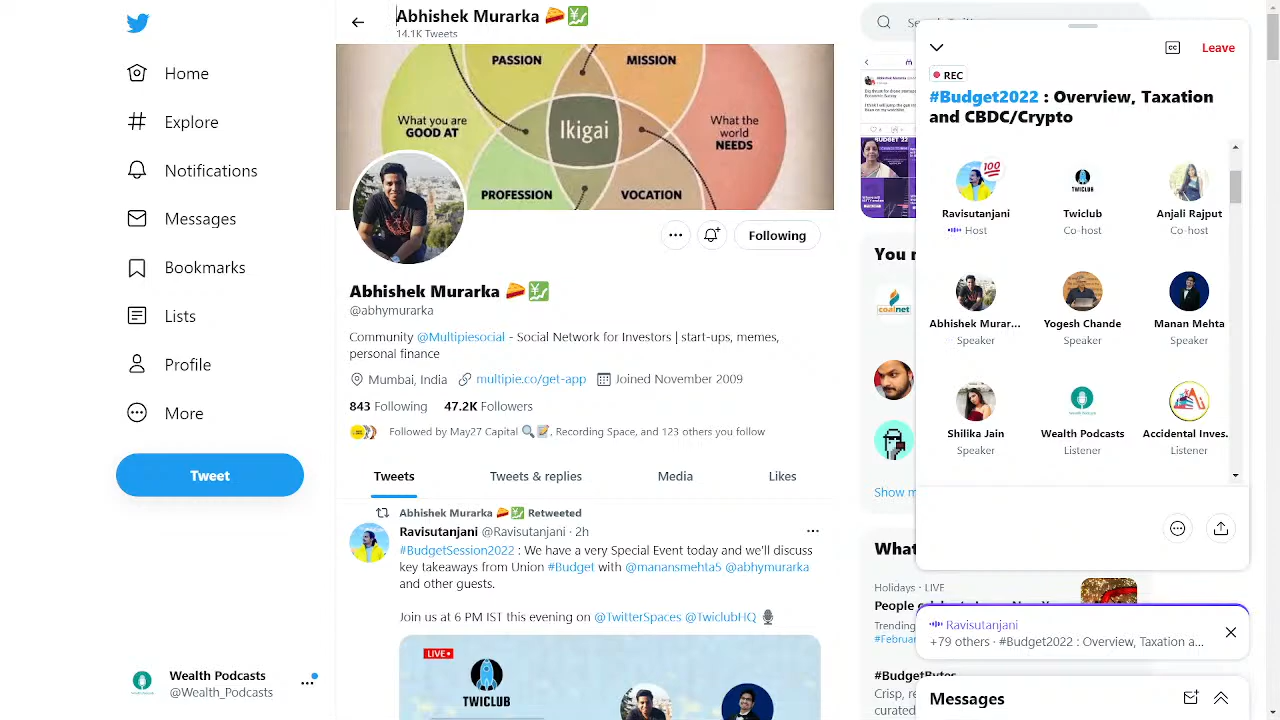 Home
Explore
Notifications
Messages
Bookmarks
Lists
Profile
More
Tweet
Wealth Podcasts
@Wealth_Podcasts
Abhishek Murarka
14.1K Tweets
PASSION
MISSION
What you are
GOOD AT
Ikigai
What the
world
NEEDS
PROFESSION
VOCATION
Following
Abhishek Murarka
@abhymurarka
Community @Multipiesocial - Social Network for Investors | start-ups, memes,
personal finance
Mumbai, India
multipie.co/get-app
Joined November 2009
843 Following
47.2K Followers
Followed by May27 Capital 🔍📝, Recording Space, and 123 others you follow
Tweets
Tweets & replies
Media
Likes
Abhishek Murarka Retweeted
Ravisutanjani @Ravisutanjani · 2h
#BudgetSession2022 : We have a very Special Event today and we'll discuss
key takeaways from Union #Budget with @manansmehta5 @abhymurarka
and other guests.
Join us at 6 PM IST this evening on @TwitterSpaces @TwiclubHQ 🎙️
LIVE
TWICLUB
coalnet
Show m
What
Holidays · LIVE
Trending
#Februar
#BudgetBytes
Crisp, re
curated
CC
Leave
REC
#Budget2022 : Overview, Taxation
and CBDC/Crypto
100
TWICLUB
Ravisutanjani
Twiclub
Anjali Rajput
Host
Co-host
Co-host
Abhishek Murar...
Yogesh Chande
Manan Mehta
Speaker
Speaker
Speaker
Shilika Jain
Wealth Podcasts
Accidental Inves.
Speaker
Listener
Listener
Ravisutanjani
+79 others · #Budget2022 : Overview, Taxation a...
Messages